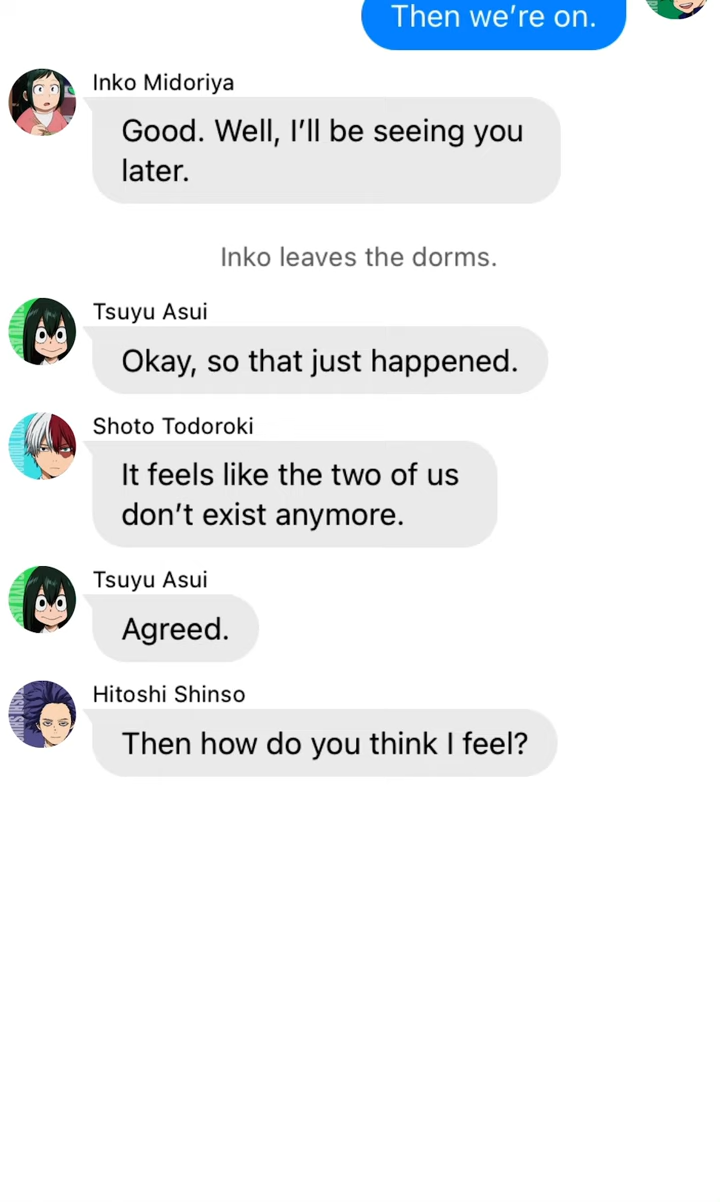 Then we're on.
Inko Midoriya
Good. Well, I'll be seeing you
later.
Inko leaves the dorms.
Tsuyu Asui
Okay, so that just happened.
Shoto Todoroki
It feels like the two of us
don't exist anymore.
Tsuyu Asui
Agreed.
Hitoshi Shinso
Then how do you think I feel?